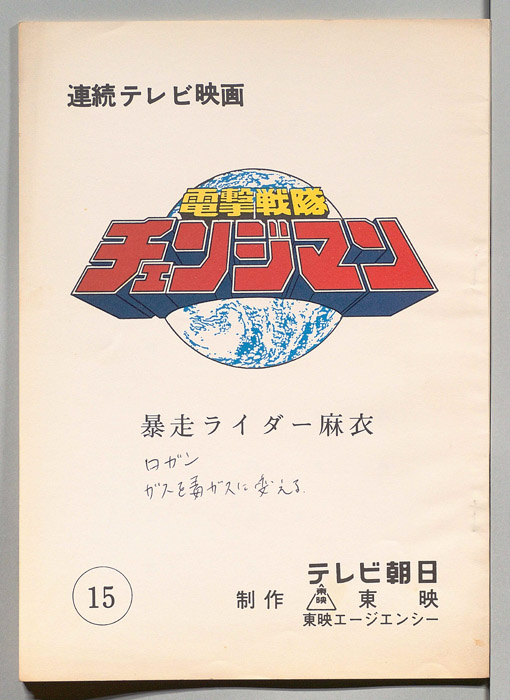 連続テレビ映画
電撃戦隊
チェンジマン
暴走ライダー麻衣
ロガン
ガスを毒ガスに変える
15
テレビ朝日
制作 東映 東映
東映エージエンシー